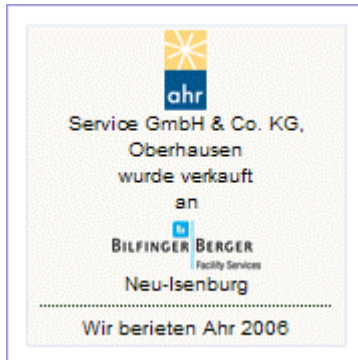 ahr
Service GmbH & Co. KG,
Oberhausen
wurde verkauft
an
BILFINGER BERGER
Facility Services
Neu-Isenburg
Wir berieten Ahr 2006